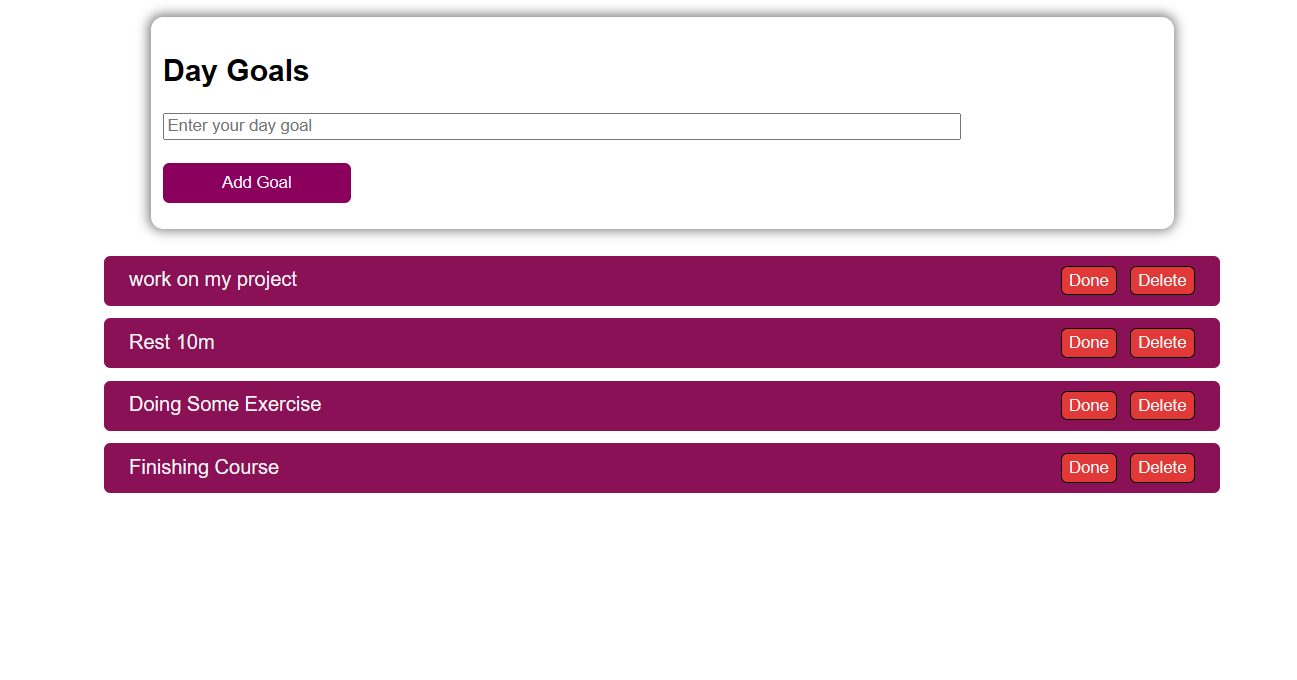 Day Goals
Enter your day goal
Add Goal
work on my project Done Delete
Rest 10m Done Delete
Doing Some Exercise Done Delete
Finishing Course Done Delete